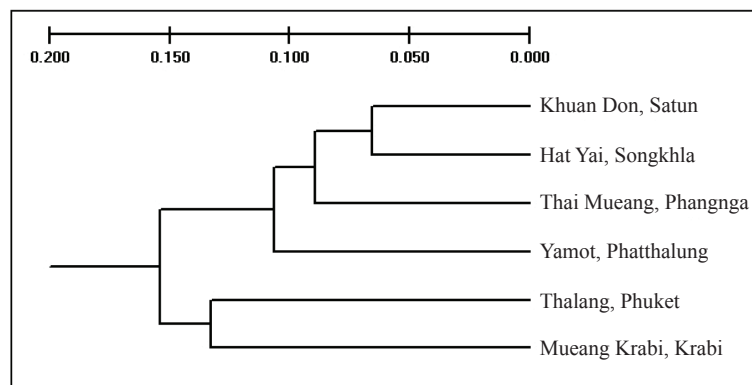 0.200 0.150 0.100 0.050 0.000
Khuan Don, Satun
Hat Yai, Songkhla
Thai Mueang, Phangnga
Yamot, Phatthalung
Thalang, Phuket
Mueang Krabi, Krabi